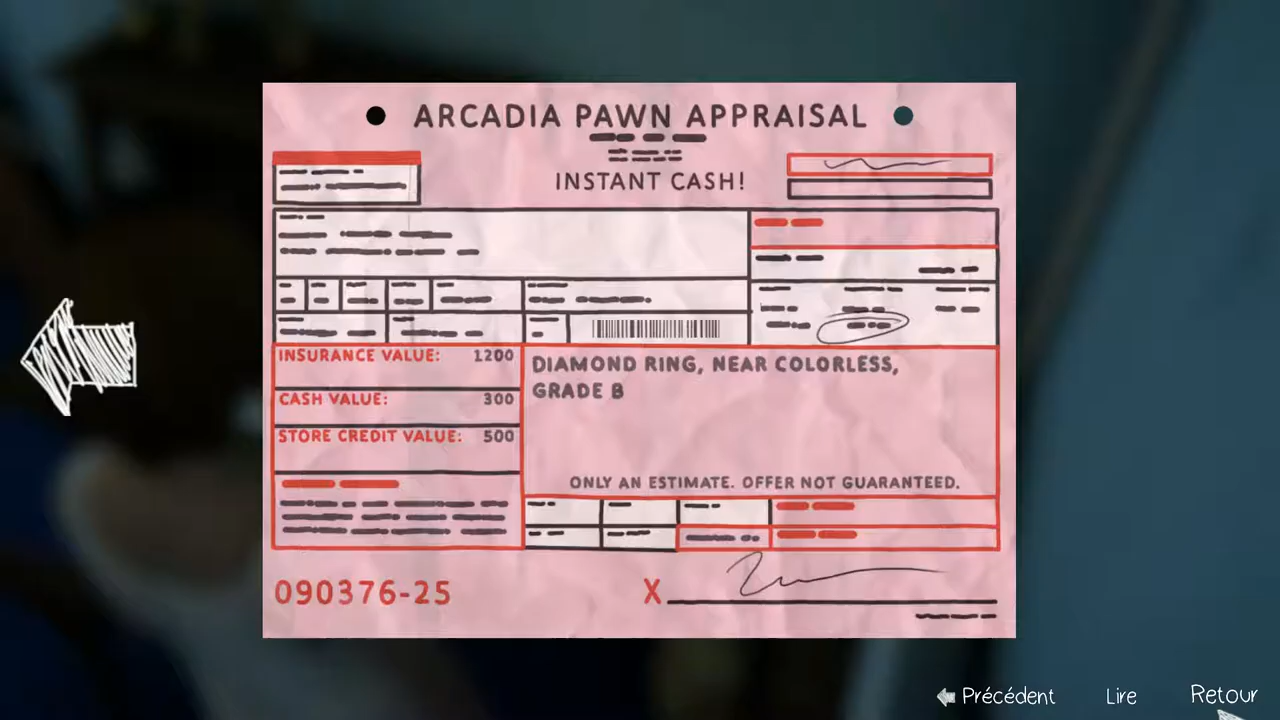 ARCADIA PAWN APPRAISAL
INSTANT CASH!
INSURANCE VALUE: 1200
CASH VALUE: 300
STORE CREDIT VALUE: 500
DIAMOND RING, NEAR COLORLESS,
GRADE B
ONLY AN ESTIMATE. OFFER NOT GUARANTEED.
090376-25
X
Précédent
Lire
Retour